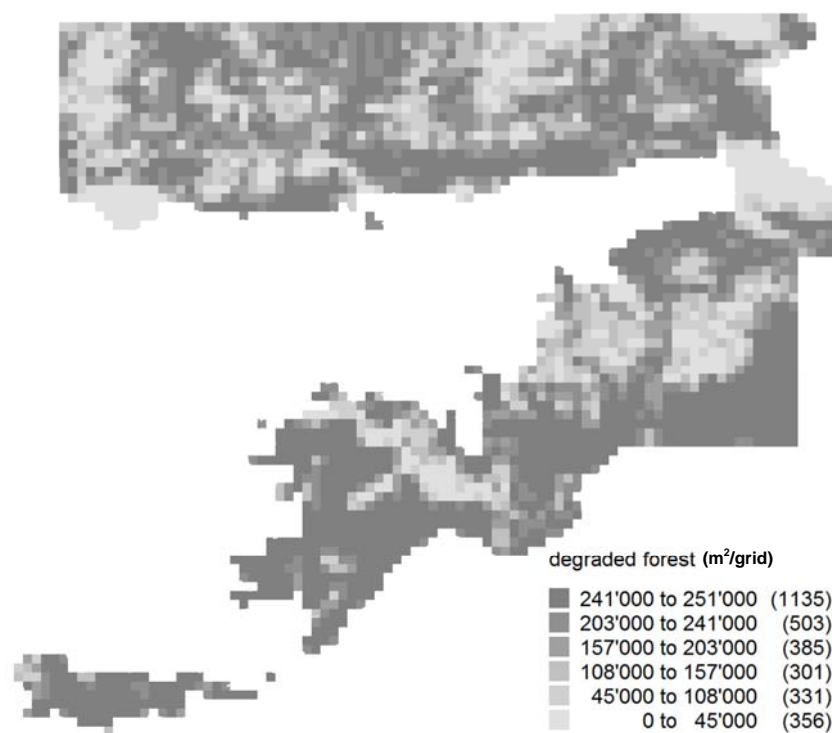 degraded forest (m²/grid)
241'000 to 251'000 (1135)
203'000 to 241'000 (503)
157'000 to 203'000 (385)
108'000 to 157'000 (301)
45'000 to 108'000 (331)
0 to 45'000 (356)